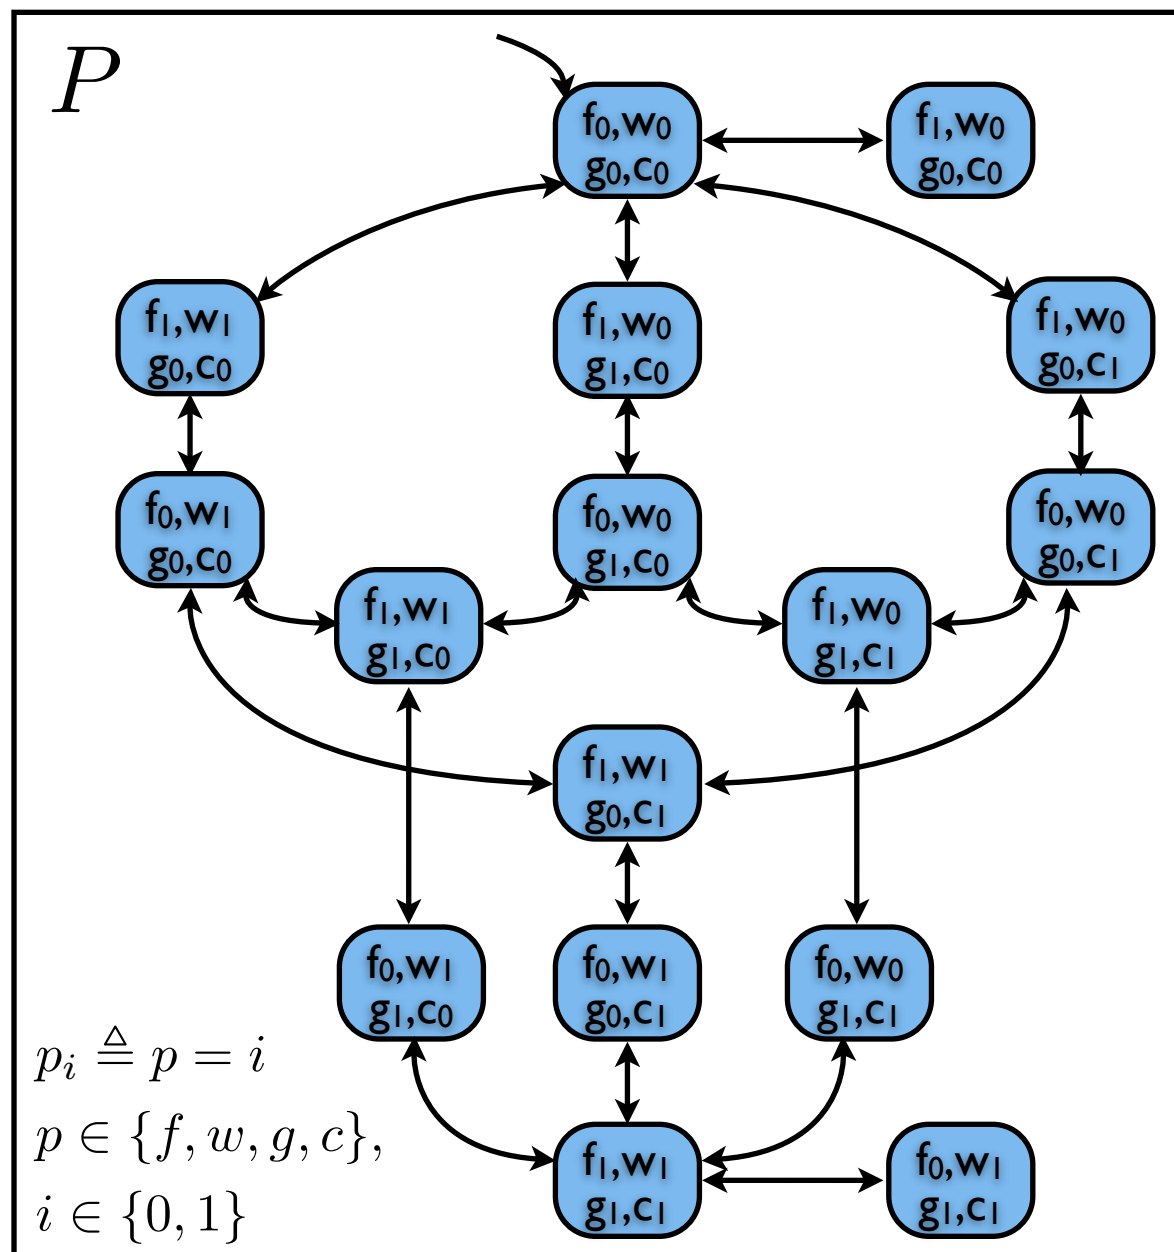 P
f₀,w₀
g₀,c₀
f₁,w₀
g₀,c₀
f₁,w₁
g₀,c₀
f₁,w₀
g₁,c₀
f₁,w₀
g₀,c₁
f₀,w₁
g₀,c₀
f₀,w₀
g₁,c₀
f₀,w₀
g₀,c₁
f₁,w₁
g₁,c₀
f₁,w₀
g₁,c₁
f₁,w₁
g₀,c₁
f₀,w₁
g₁,c₀
f₀,w₁
g₀,c₁
f₀,w₀
g₁,c₁
f₁,w₁
g₁,c₁
f₀,w₁
g₁,c₁
pᵢ ≜ p = i
p ∈ {f, w, g, c},
i ∈ {0, 1}